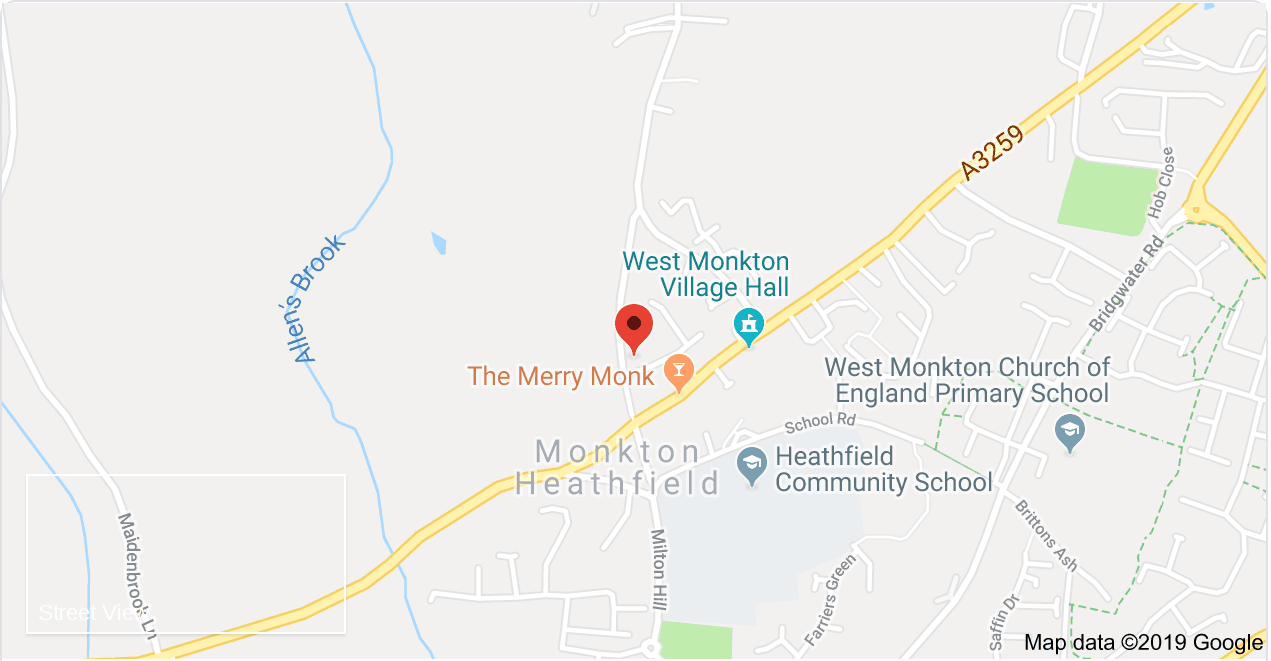 A3259
Hob Close
Allen's Brook
West Monkton
Village Hall
Bridgwater Rd
The Merry Monk
West Monkton Church of
England Primary School
School Rd
Monkton
Heathfield
Heathfield
Community School
Maidenbrook Ln
Milton Hill
Brittons Ash
Farriers Green
Saffin Dr
Street View
Map data ©2019 Google